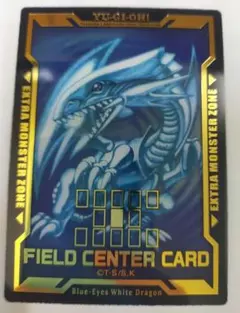 YU-GI-OH!
EXTRA MONSTER ZONE
EXTRA MONSTER ZONE
FIELD CENTER CARD
©T・S/S.K
Blue-Eyes White Dragon